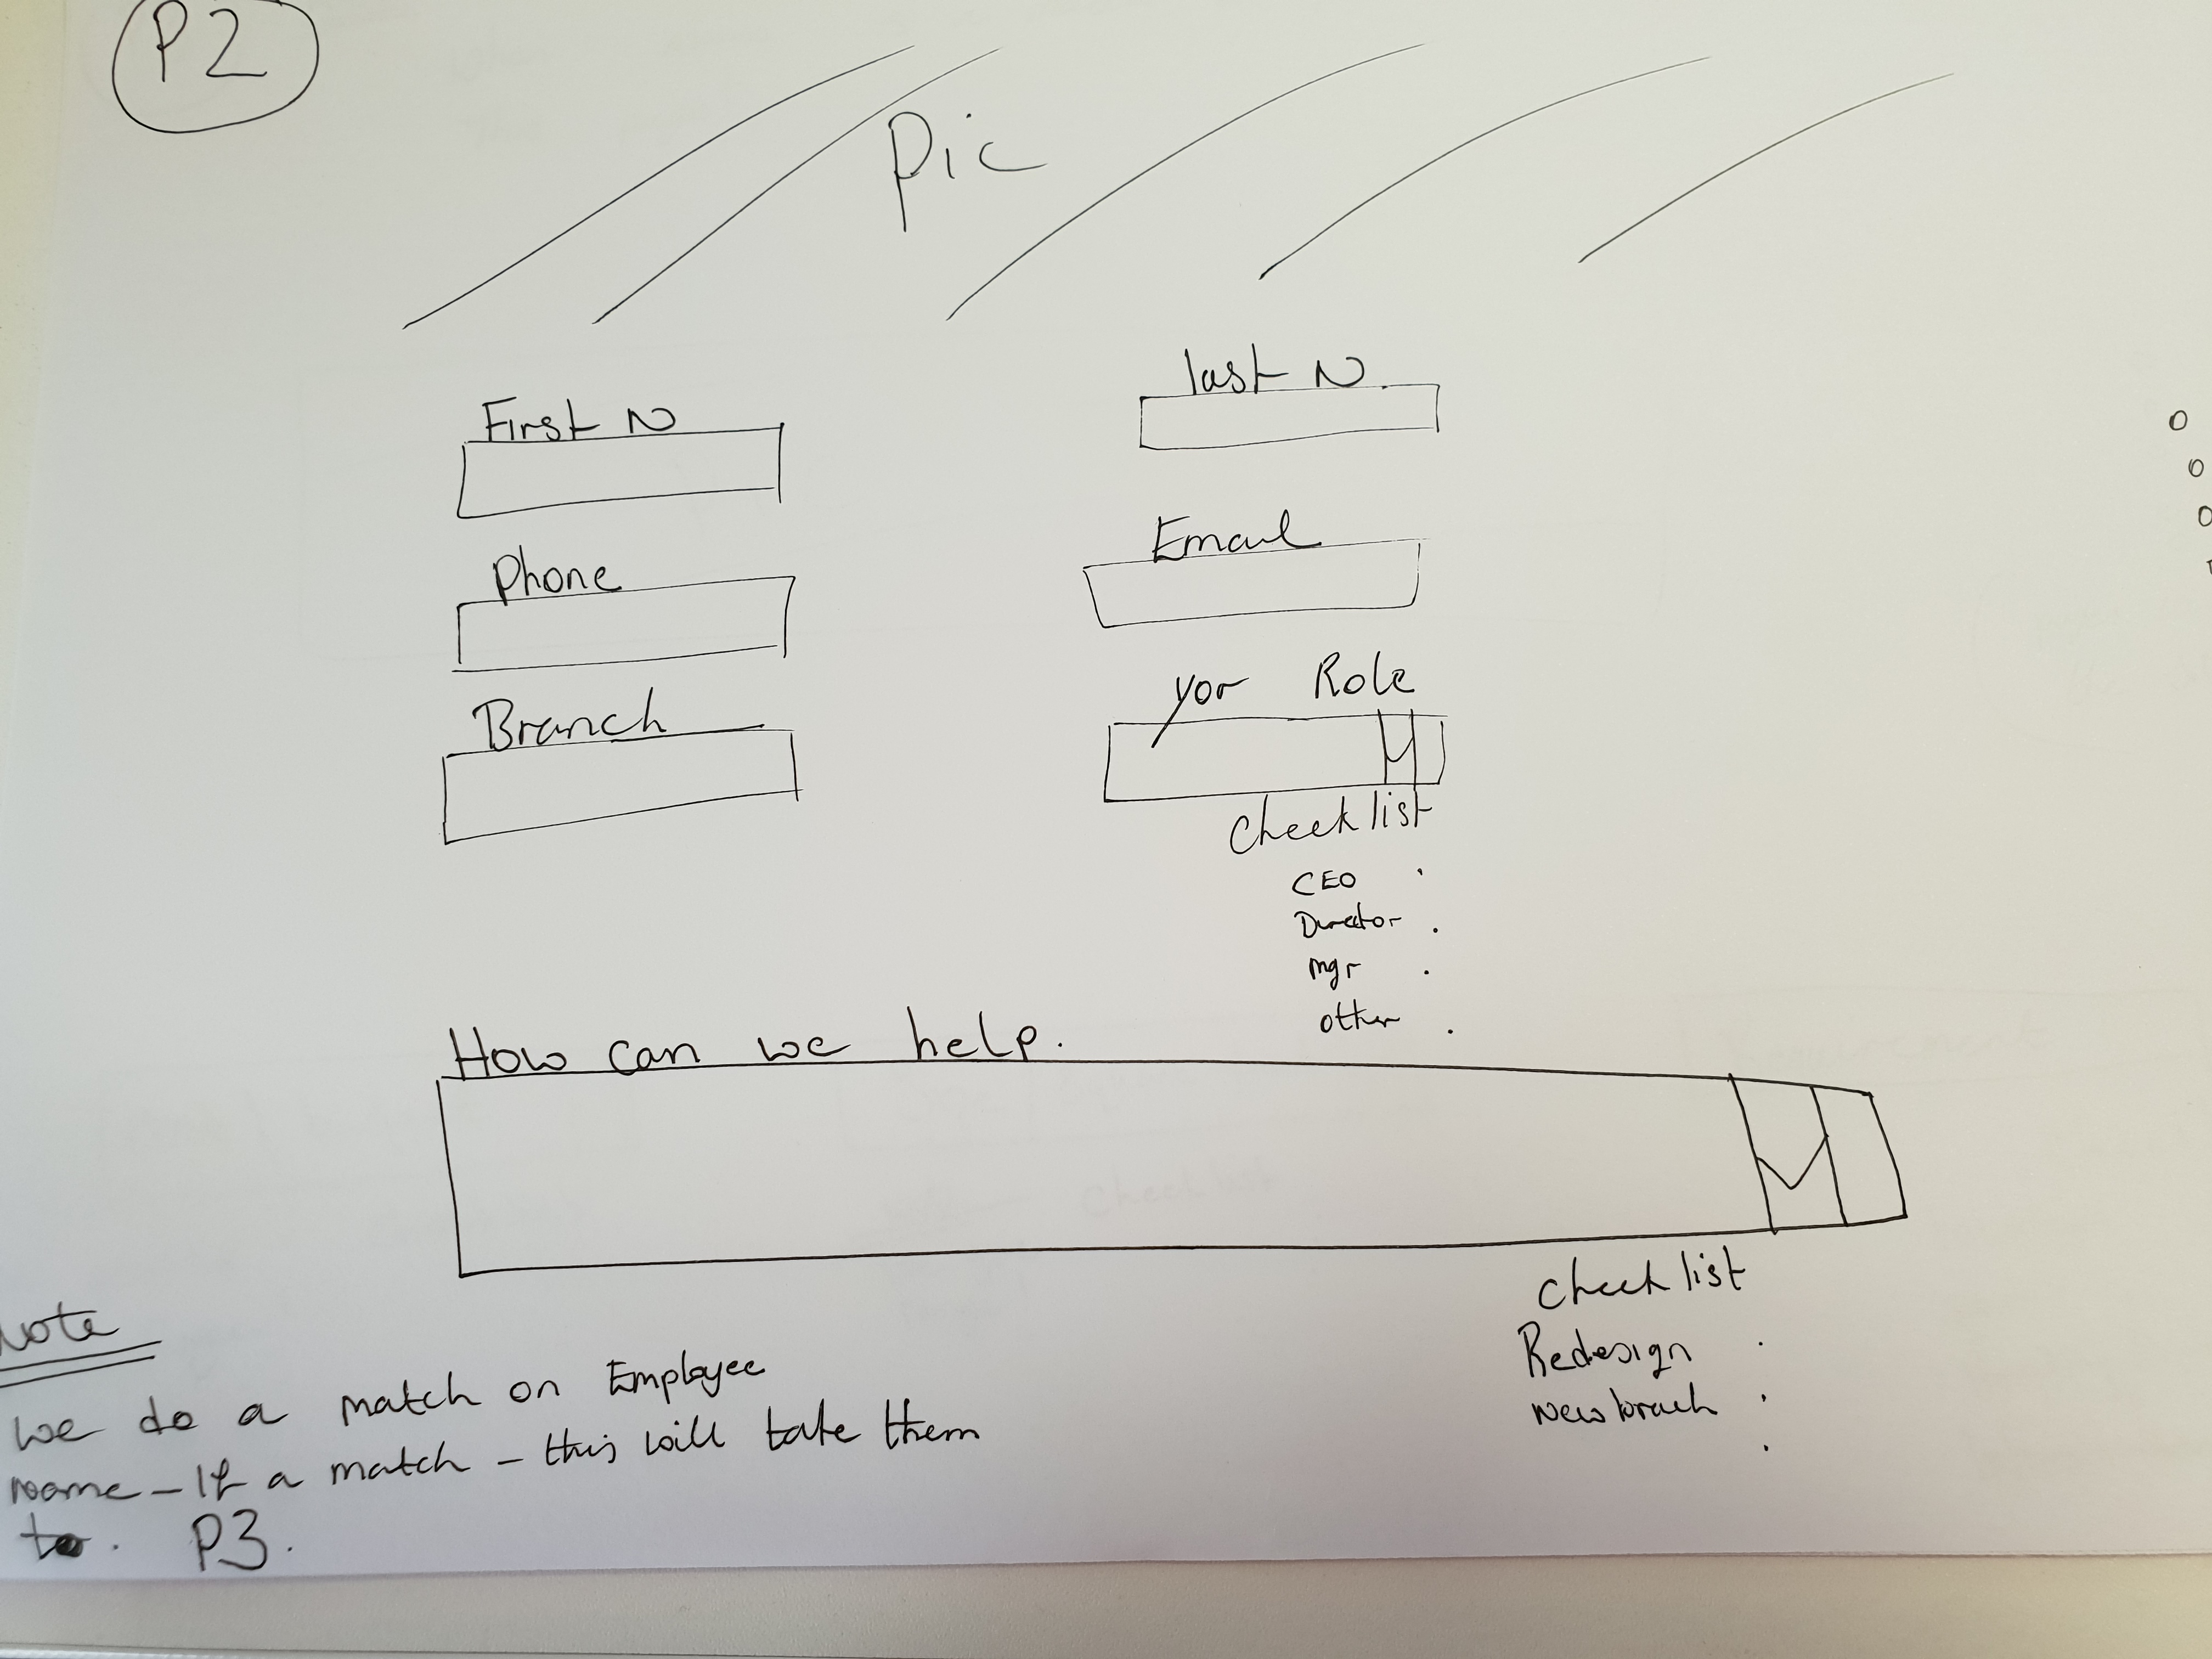 P2
Pic
First N
last N
Phone
Email
Branch
Yor Role
Check list
CEO .
Director .
Mgr .
other .
How can we help.
Check list
Redesign .
New branch .
.
Note
We do a match on Employee
name - If a match - this will take them
to. P3.